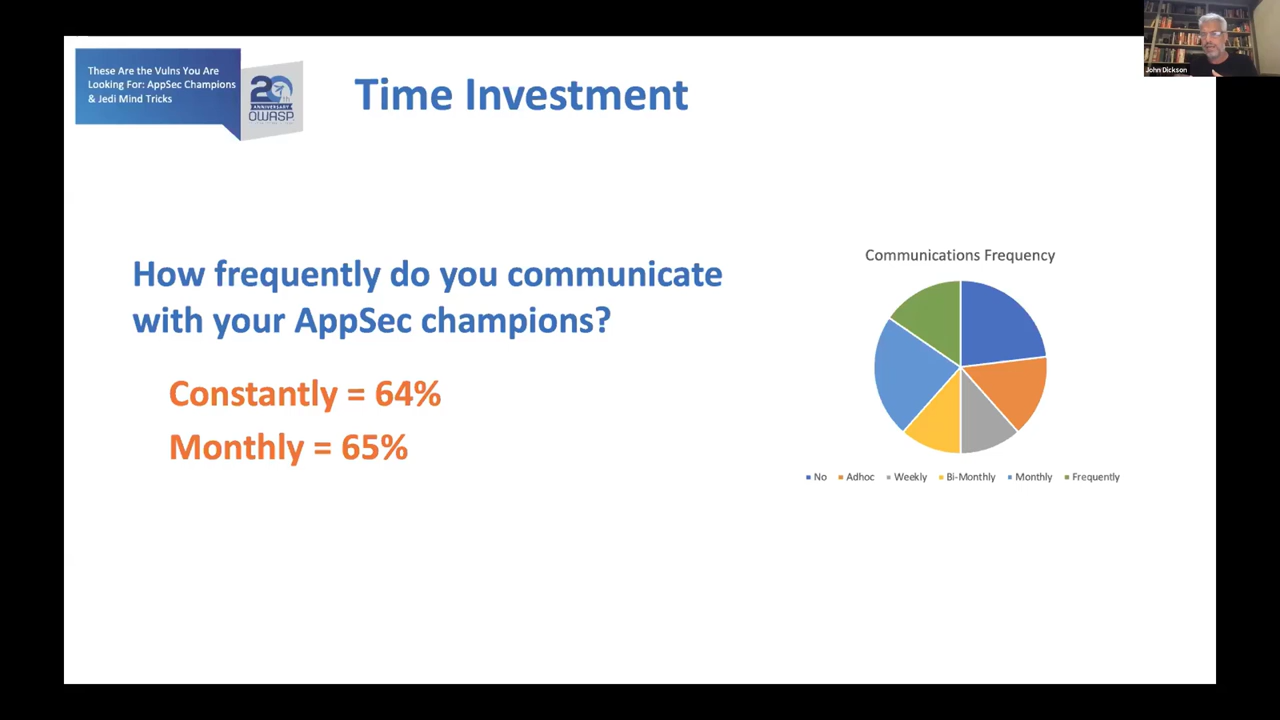 These Are the Vulns You Are
Looking For: AppSec Champions
& Jedi Mind Tricks
20th
ANNIVERSARY
OWASP
Time Investment
John Dickson
How frequently do you communicate
with your AppSec champions?
Constantly = 64%
Monthly = 65%
Communications Frequency
No Adhoc Weekly Bi-Monthly Monthly Frequently